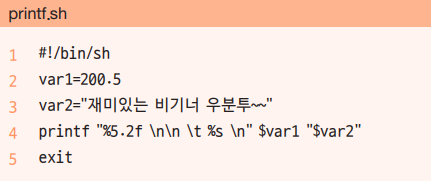 printf.sh
1 #!/bin/sh
2 var1=200.5
3 var2="재미있는 비기너 우분투~~"
4 printf "%5.2f \n\n \t %s \n" $var1 "$var2"
5 exit